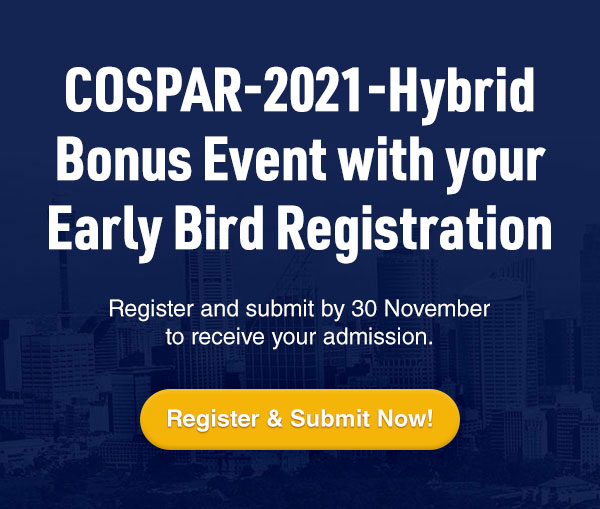 COSPAR-2021-Hybrid
Bonus Event with your
Early Bird Registration
Register and submit by 30 November
to receive your admission.
Register & Submit Now!